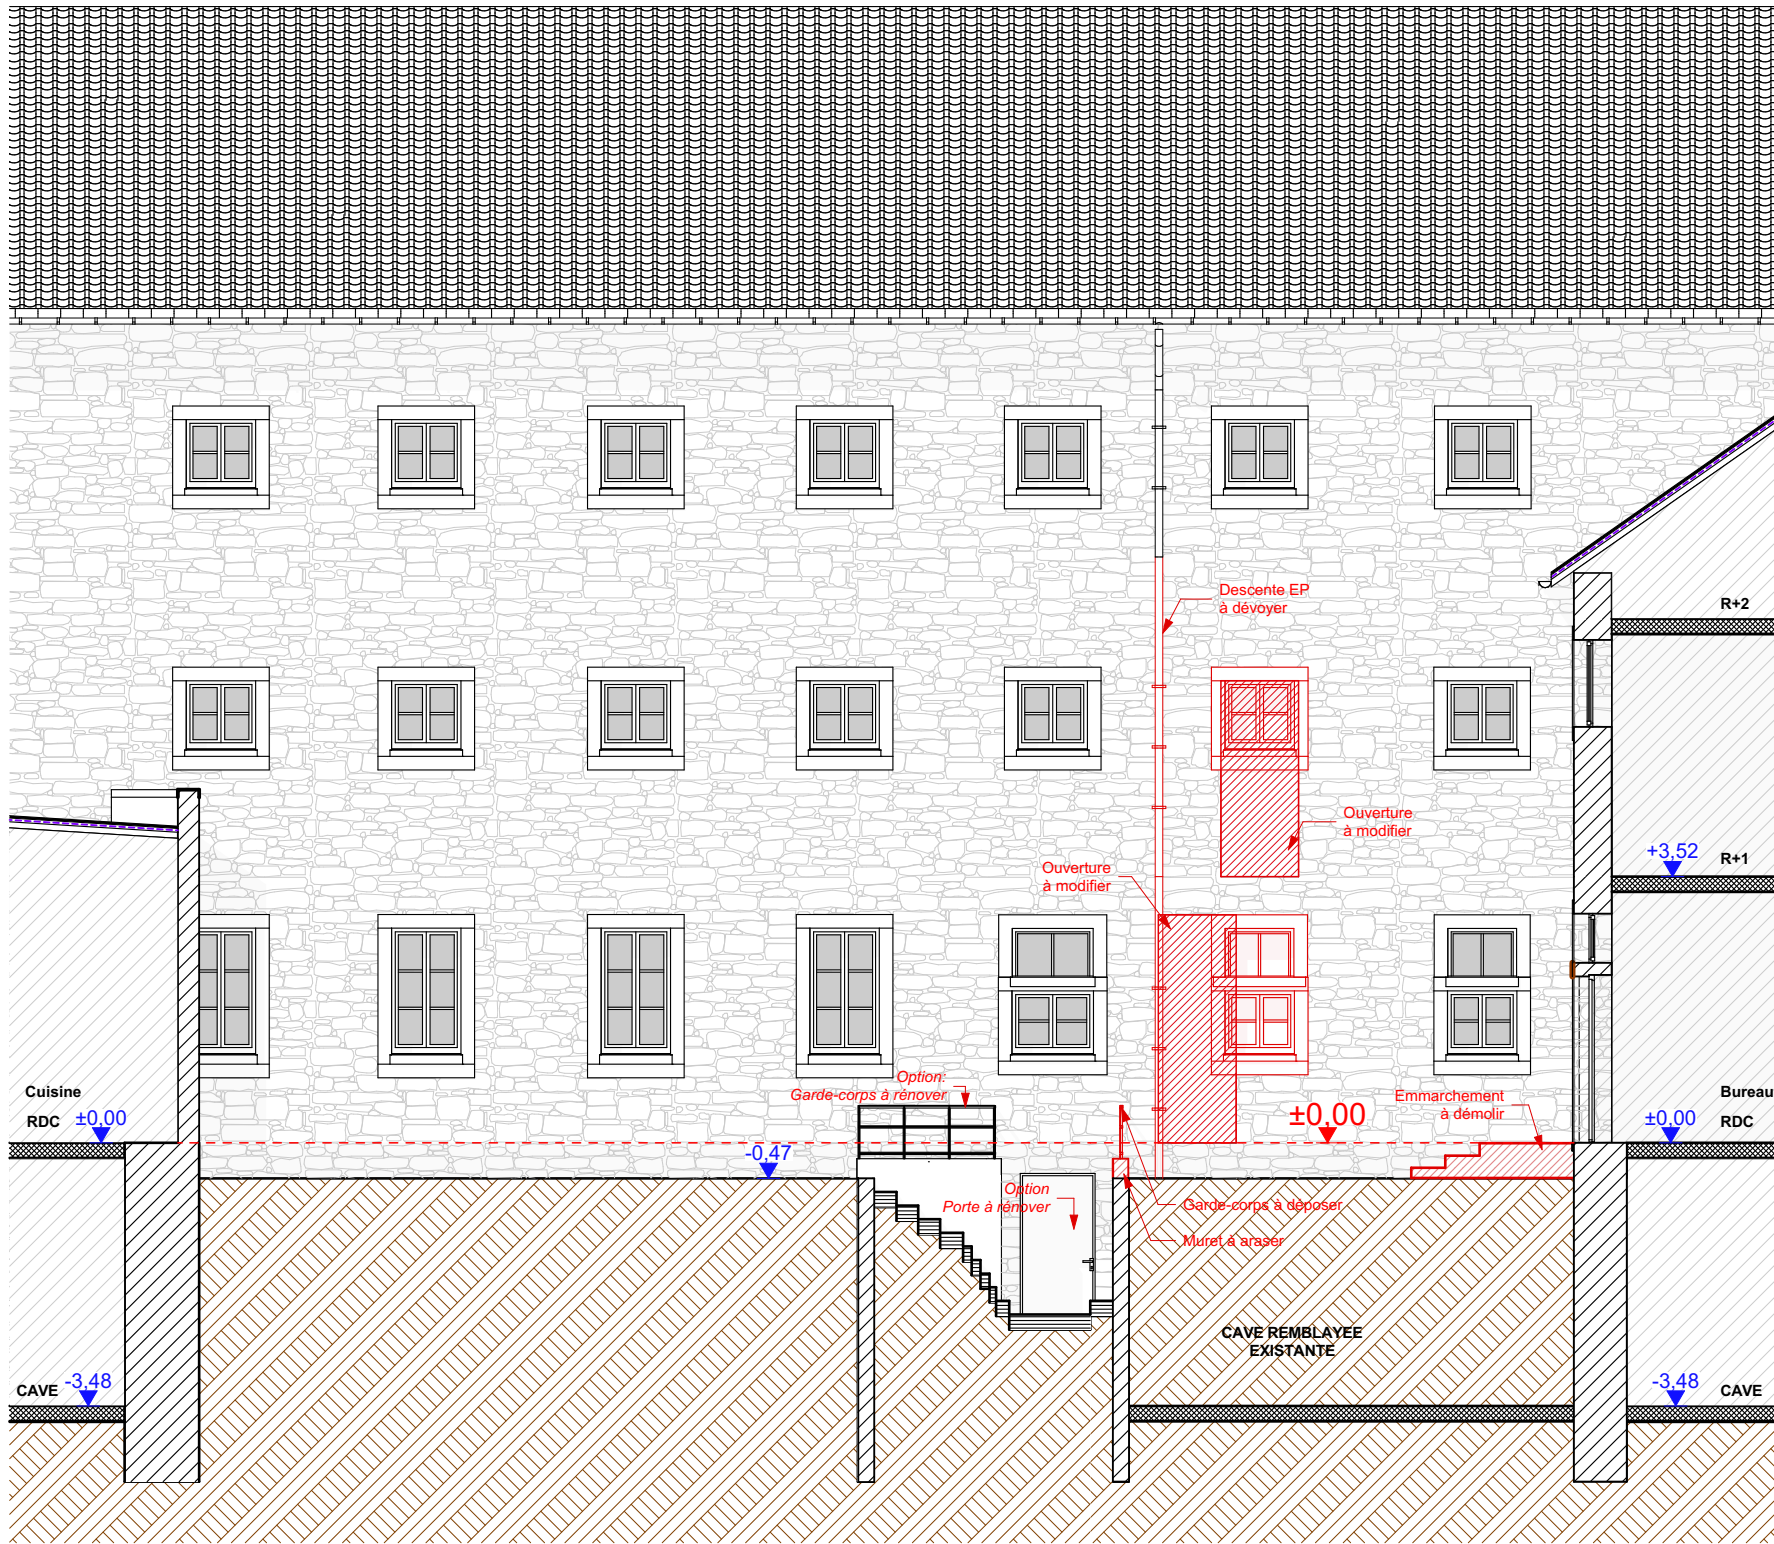 Descente EP
à dévoyer
R+2
Ouverture
à modifier
+3,52
R+1
Ouverture
à modifier
Option:
Garde-corps à rénover
Cuisine
RDC ±0,00
-0,47
±0,00
Emmarchement
à démolir
Bureau
±0,00 RDC
Option
Porte à rénover
Garde-corps à déposer
Muret à araser
CAVE REMBLAYEE
EXISTANTE
CAVE -3,48
-3,48 CAVE